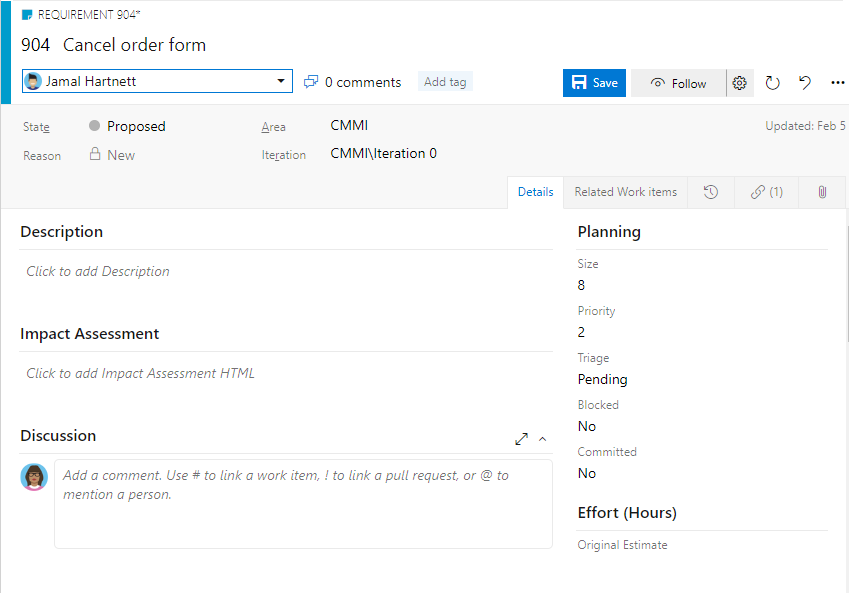 REQUIREMENT 904*
904 Cancel order form
Jamal Hartnett
0 comments
Add tag
Save
Follow
State
Proposed
Area
CMMI
Updated: Feb 5
Reason
New
Iteration
CMMI\Iteration 0
Details
Related Work items
(1)
Description
Click to add Description
Impact Assessment
Click to add Impact Assessment HTML
Discussion
Add a comment. Use # to link a work item, ! to link a pull request, or @ to
mention a person.
Planning
Size
8
Priority
2
Triage
Pending
Blocked
No
Committed
No
Effort (Hours)
Original Estimate